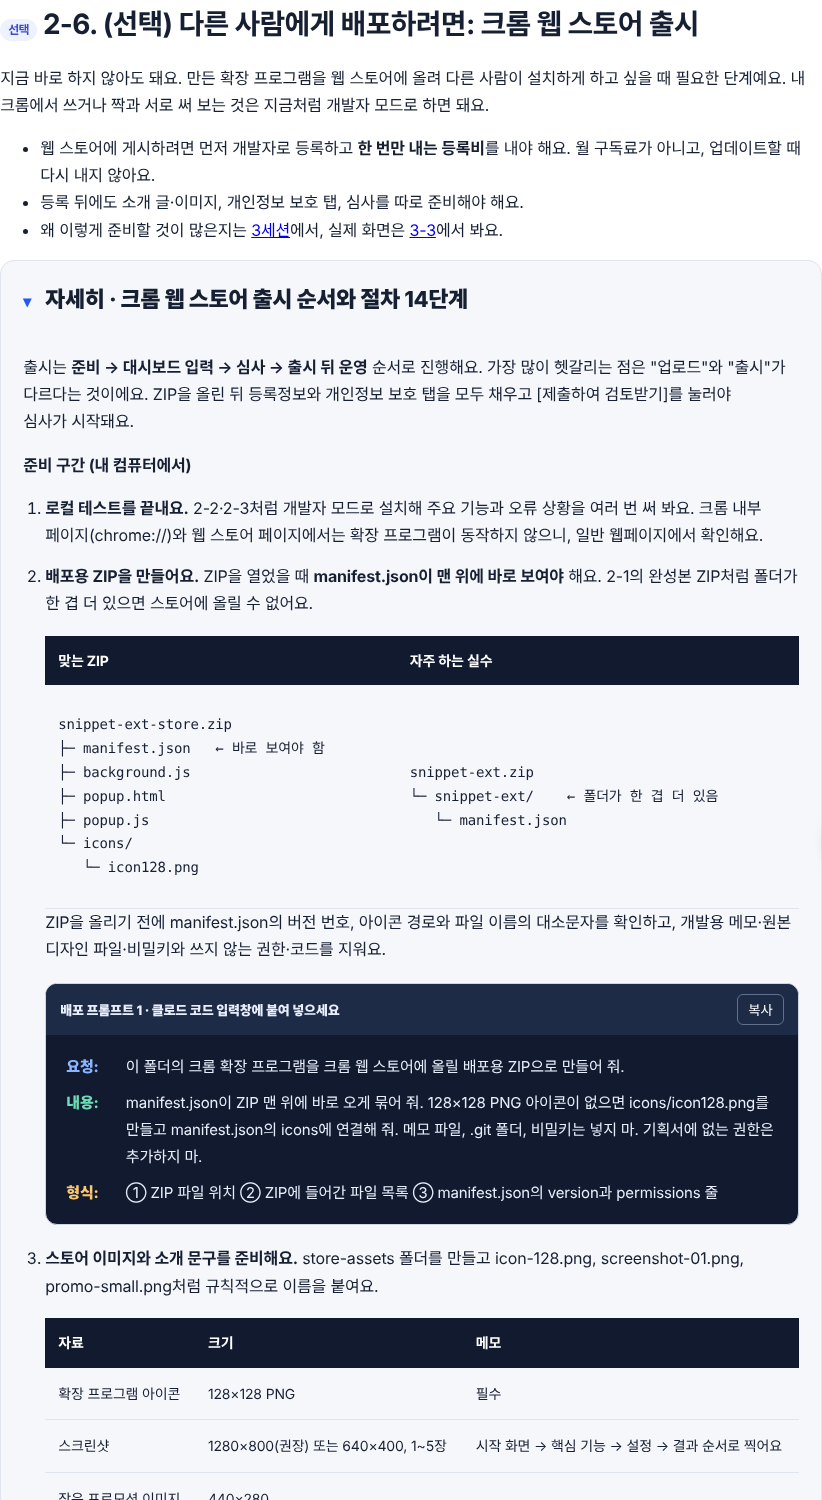 선택 2-6. (선택) 다른 사람에게 배포하려면: 크롬 웹 스토어 출시
지금 바로 하지 않아도 돼요. 만든 확장 프로그램을 웹 스토어에 올려 다른 사람이 설치하게 하고 싶을 때 필요한 단계예요. 내
크롬에서 쓰거나 짝과 서로 써 보는 것은 지금처럼 개발자 모드로 하면 돼요.
• 웹 스토어에 게시하려면 먼저 개발자로 등록하고 한 번만 내는 등록비를 내야 해요. 월 구독료가 아니고, 업데이트할 때
다시 내지 않아요.
• 등록 뒤에도 소개 글·이미지, 개인정보 보호 탭, 심사를 따로 준비해야 해요.
• 왜 이렇게 준비할 것이 많은지는 3세션에서, 실제 화면은 3-3에서 봐요.
▼ 자세히 · 크롬 웹 스토어 출시 순서와 절차 14단계
출시는 준비 → 대시보드 입력 → 심사 → 출시 뒤 운영 순서로 진행해요. 가장 많이 헷갈리는 점은 "업로드"와 "출시"가
다르다는 것이에요. ZIP을 올린 뒤 등록정보와 개인정보 보호 탭을 모두 채우고 [제출하여 검토받기]를 눌러야
심사가 시작돼요.
준비 구간 (내 컴퓨터에서)
1. 로컬 테스트를 끝내요. 2-2·2-3처럼 개발자 모드로 설치해 주요 기능과 오류 상황을 여러 번 써 봐요. 크롬 내부
페이지(chrome://)와 웹 스토어 페이지에서는 확장 프로그램이 동작하지 않으니, 일반 웹페이지에서 확인해요.
2. 배포용 ZIP을 만들어요. ZIP을 열었을 때 manifest.json이 맨 위에 바로 보여야 해요. 2-1의 완성본 ZIP처럼 폴더가
한 겹 더 있으면 스토어에 올릴 수 없어요.
맞는 ZIP
snippet-ext-store.zip
├─ manifest.json ← 바로 보여야 함
├─ background.js
├─ popup.html
├─ popup.js
└─ icons/
└─ icon128.png
자주 하는 실수
snippet-ext.zip
└─ snippet-ext/ ← 폴더가 한 겹 더 있음
└─ manifest.json
ZIP을 올리기 전에 manifest.json의 버전 번호, 아이콘 경로와 파일 이름의 대소문자를 확인하고, 개발용 메모·원본
디자인 파일·비밀키와 쓰지 않는 권한·코드를 지워요.
배포 프롬프트 1 · 클로드 코드 입력창에 붙여 넣으세요
복사
요청: 이 폴더의 크롬 확장 프로그램을 크롬 웹 스토어에 올릴 배포용 ZIP으로 만들어 줘.
내용: manifest.json이 ZIP 맨 위에 바로 오게 묶어 줘. 128×128 PNG 아이콘이 없으면 icons/icon128.png를
만들고 manifest.json의 icons에 연결해 줘. 메모 파일, .git 폴더, 비밀키는 넣지 마. 기획서에 없는 권한은
추가하지 마.
형식: ① ZIP 파일 위치 ② ZIP에 들어간 파일 목록 ③ manifest.json의 version과 permissions 줄
3. 스토어 이미지와 소개 문구를 준비해요. store-assets 폴더를 만들고 icon-128.png, screenshot-01.png,
promo-small.png처럼 규칙적으로 이름을 붙여요.
자료 크기 메모
확장 프로그램 아이콘 128×128 PNG 필수
스크린샷 1280×800(권장) 또는 640×400, 1~5장 시작 화면 → 핵심 기능 → 설정 → 결과 순서로 찍어요
작은 프로모션 이미지 440×280